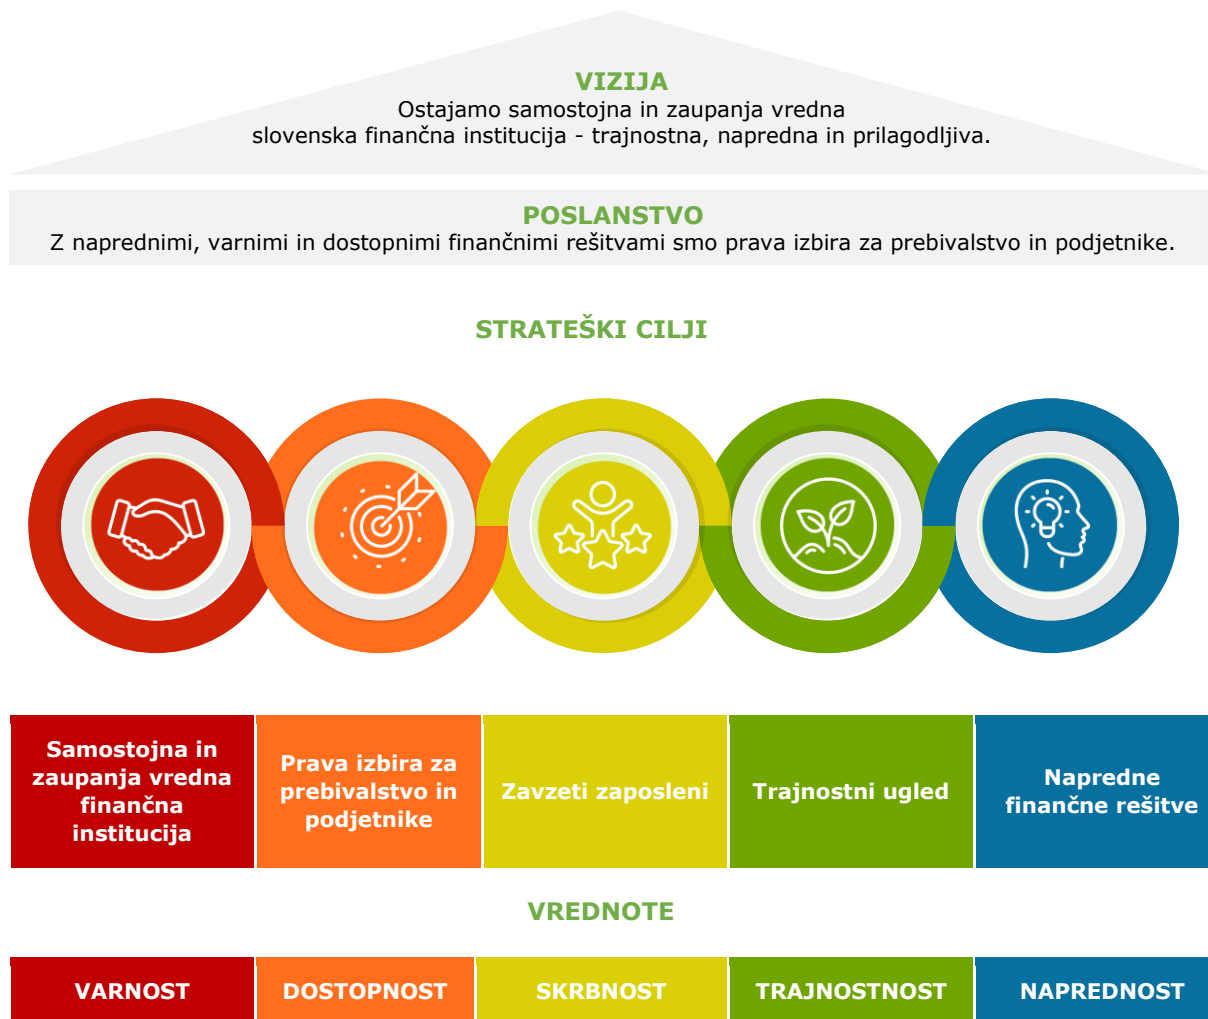 VIZIJA
Ostajamo samostojna in zaupanja vredna
slovenska finančna institucija - trajnostna, napredna in prilagodljiva.
POSLANSTVO
Z naprednimi, varnimi in dostopnimi finančnimi rešitvami smo prava izbira za prebivalstvo in podjetnike.
STRATEŠKI CILJI
Samostojna in
zaupanja vredna
finančna
institucija
Prava izbira za
prebivalstvo in
podjetnike
Zavzeti zaposleni
Trajnostni ugled
Napredne
finančne rešitve
VREDNOTE
VARNOST
DOSTOPNOST
SKRBNOST
TRAJNOSTNOST
NAPREDNOST